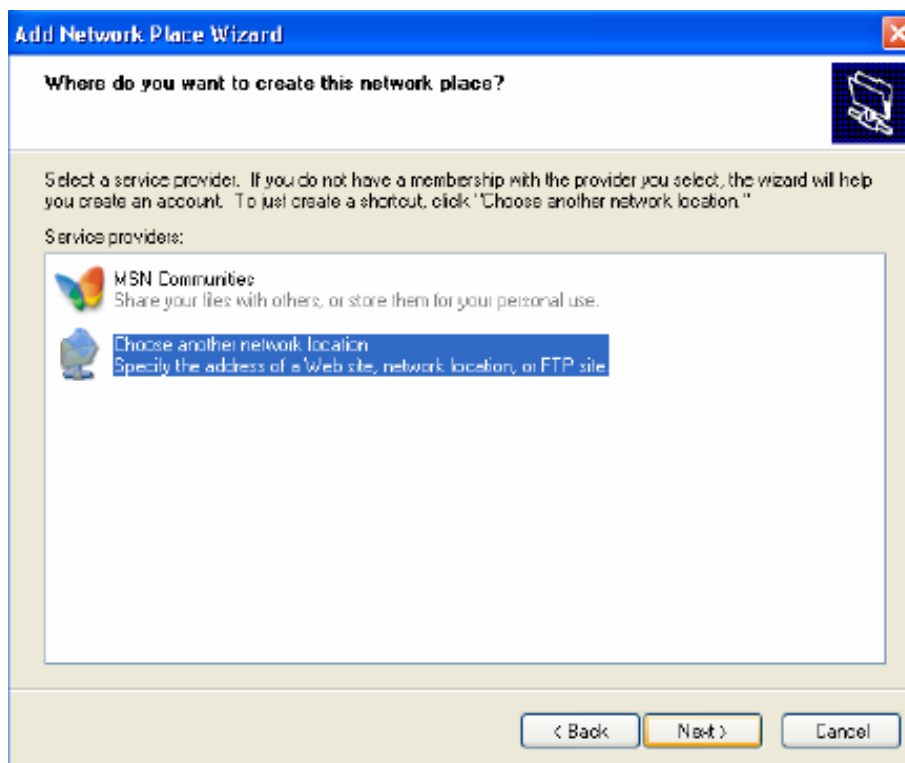 Add Network Place Wizard
Where do you want to create this network place?
Select a service provider. If you do not have a membership with the provider you select, the wizard will help
you create an account. To just create a shortcut, click "Choose another network location."
Service providers:
MSN Communities
Share your files with others, or store them for your personal use.
Choose another network location
Specify the address of a Web site, network location, or FTP site.
< Back
Next >
Cancel